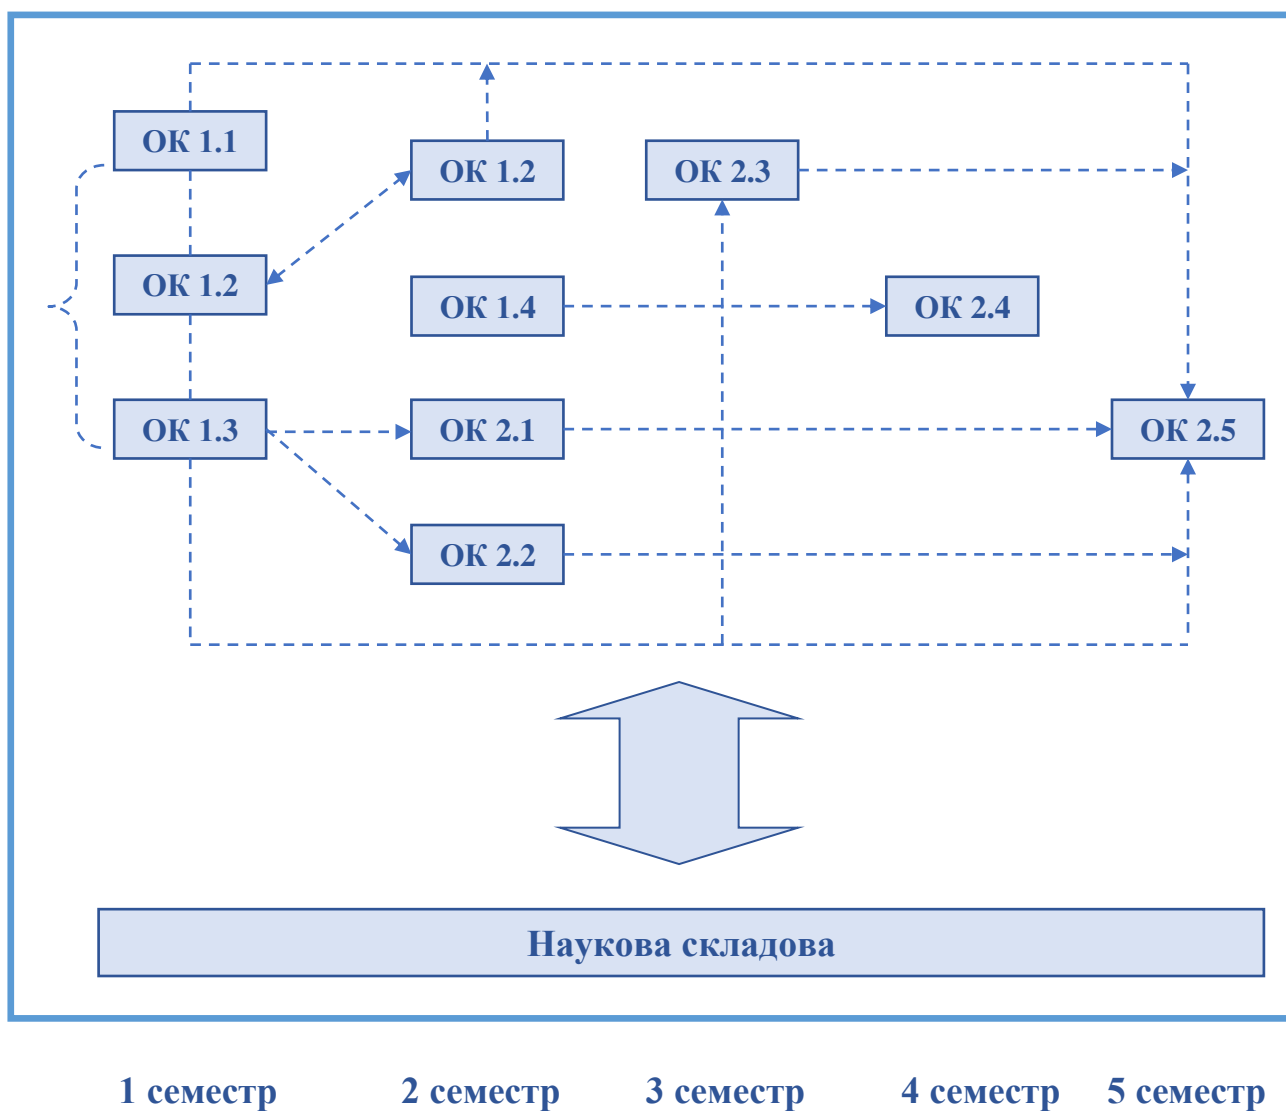 ОК 1.1
ОК 1.2
ОК 2.3
ОК 1.2
ОК 1.4
ОК 2.4
ОК 1.3
ОК 2.1
ОК 2.5
ОК 2.2
Наукова складова
1 семестр
2 семестр
3 семестр
4 семестр
5 семестр